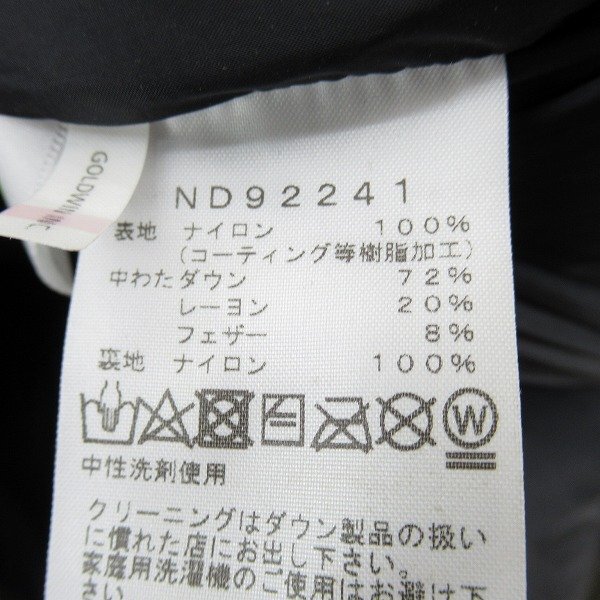 GOLDWIN
ND92241
表地 ナイロン 100%
(コーティング等樹脂加工)
中わたダウン 72%
レーヨン 20%
フェザー 8%
裏地 ナイロン 100%
W
中性洗剤使用
クリーニングはダウン製品の扱い
に慣れた店にお出し下さい。
家庭用洗濯機のご使用はお避け下